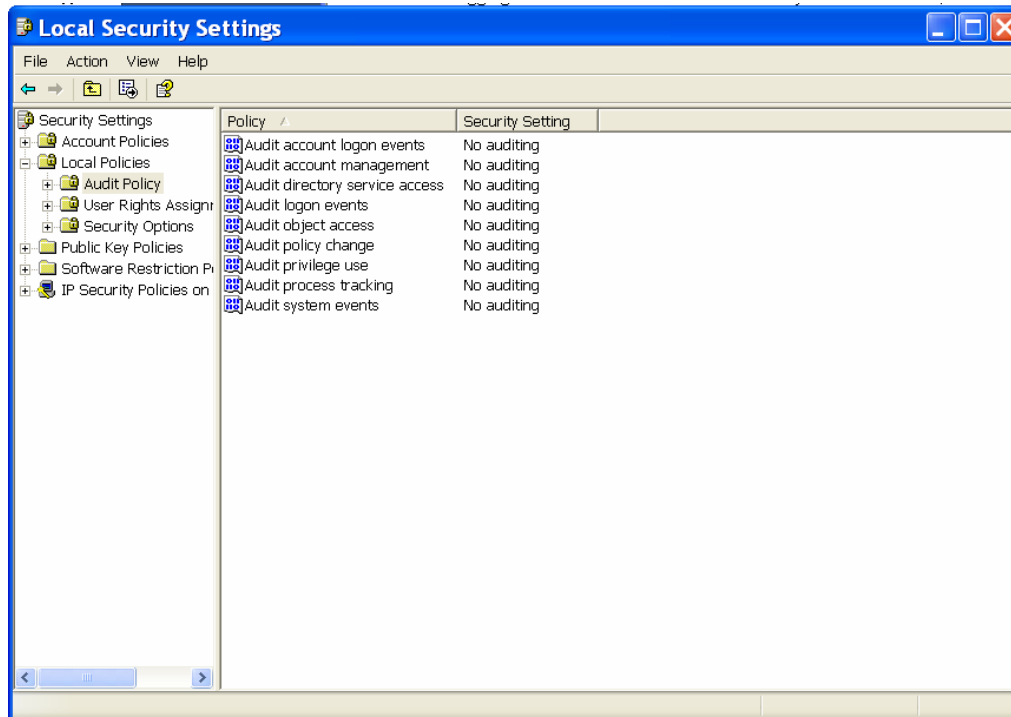 Local Security Settings
File Action View Help
Security Settings
Account Policies
Local Policies
Audit Policy
User Rights Assignr
Security Options
Public Key Policies
Software Restriction
IP Security Policies on
Policy Security Setting
Audit account logon events No auditing
Audit account management No auditing
Audit directory service access No auditing
Audit logon events No auditing
Audit object access No auditing
Audit policy change No auditing
Audit privilege use No auditing
Audit process tracking No auditing
Audit system events No auditing